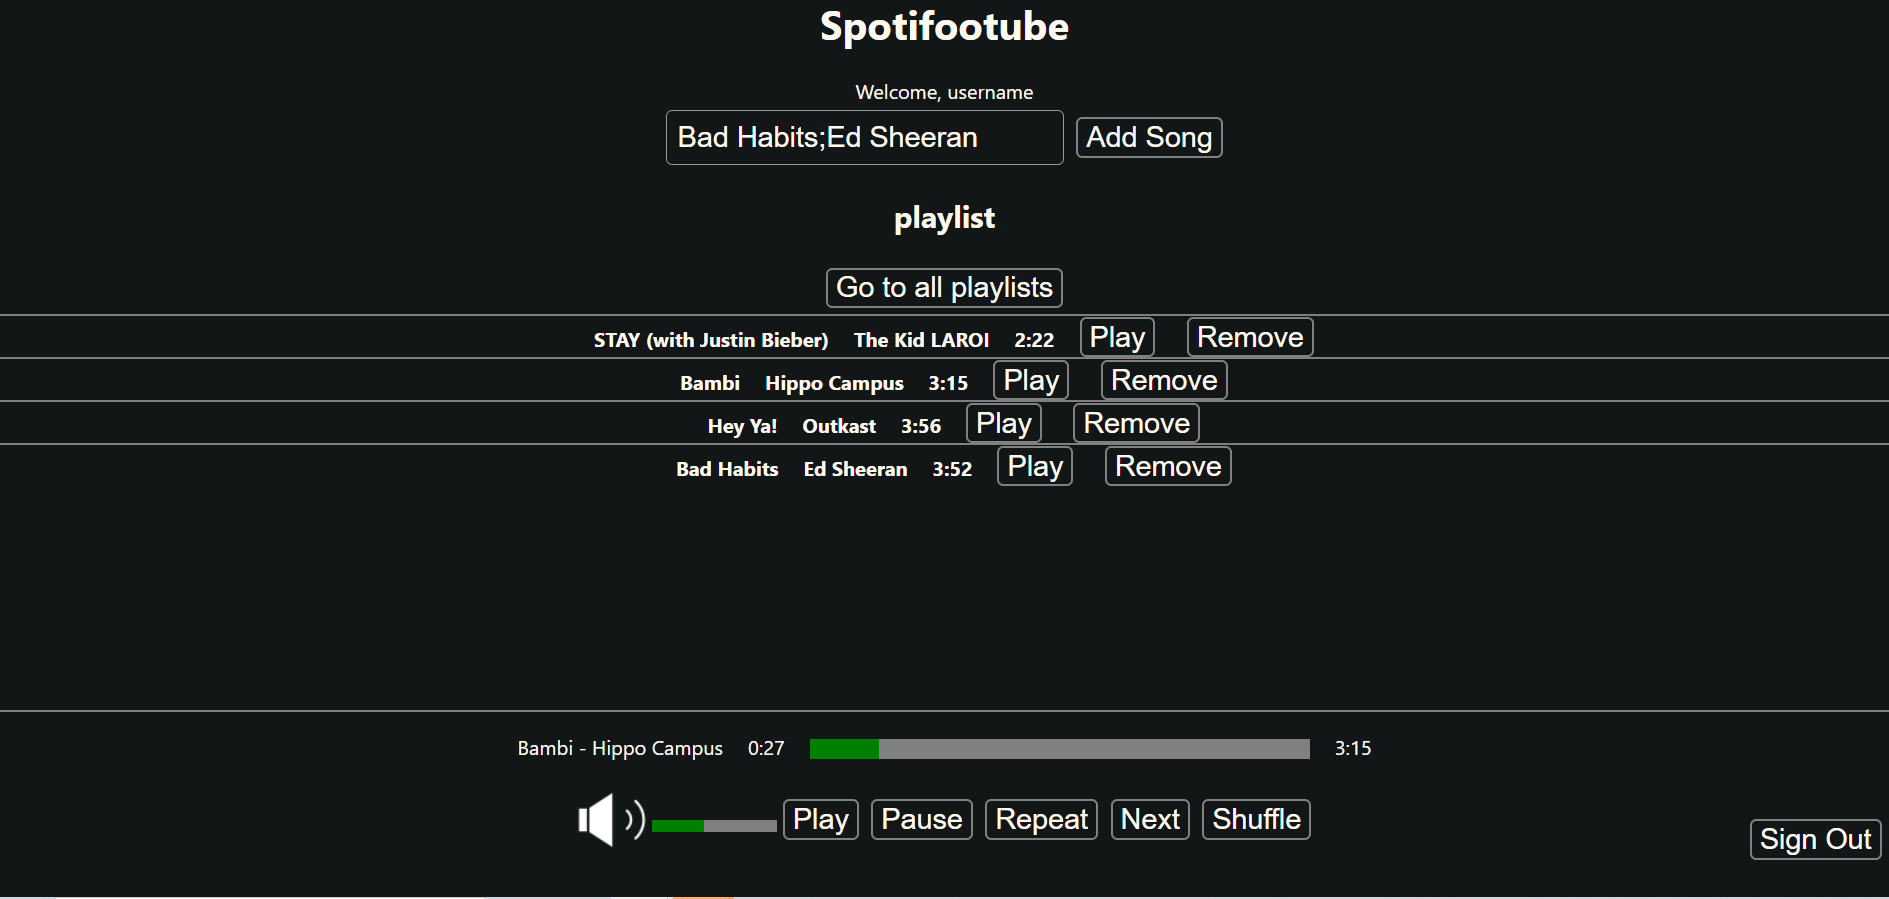 Spotifootube
Welcome, username
Bad Habits;Ed Sheeran Add Song
playlist
Go to all playlists
STAY (with Justin Bieber) The Kid LAROI 2:22 Play Remove
Bambi Hippo Campus 3:15 Play Remove
Hey Ya! Outkast 3:56 Play Remove
Bad Habits Ed Sheeran 3:52 Play Remove
Bambi - Hippo Campus 0:27 3:15
Play Pause Repeat Next Shuffle
Sign Out